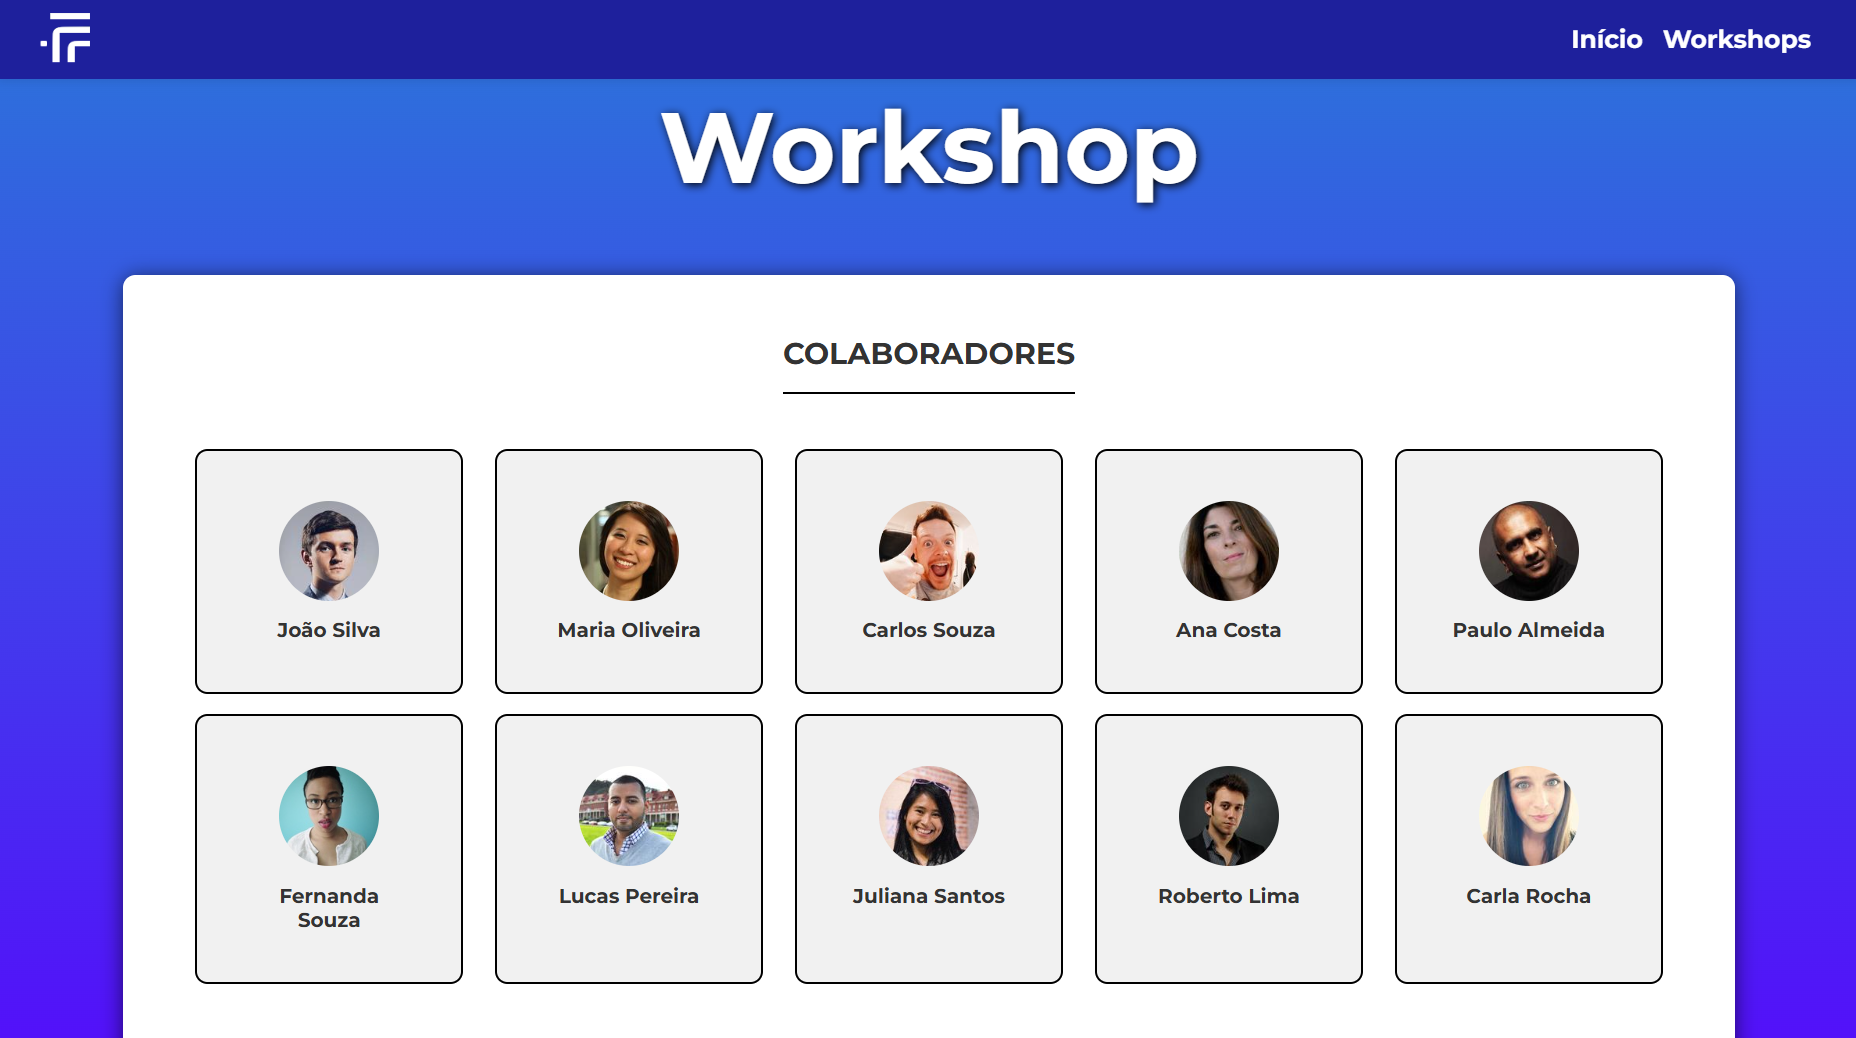 Início Workshops
Workshop
COLABORADORES
João Silva
Maria Oliveira
Carlos Souza
Ana Costa
Paulo Almeida
Fernanda
Souza
Lucas Pereira
Juliana Santos
Roberto Lima
Carla Rocha